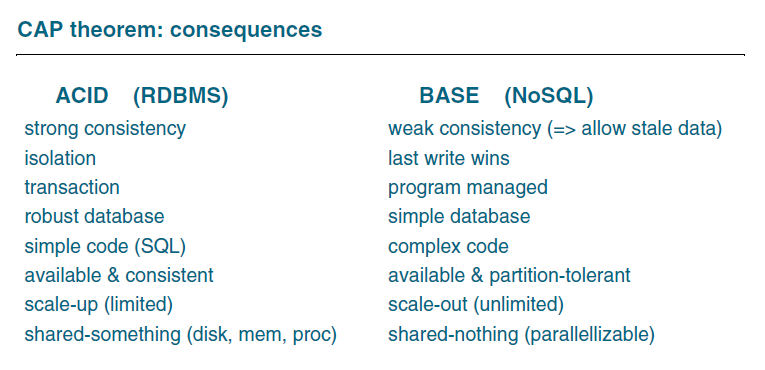 CAP theorem: consequences
ACID (RDBMS) BASE (NoSQL)
strong consistency weak consistency (=> allow stale data)
isolation last write wins
transaction program managed
robust database simple database
simple code (SQL) complex code
available & consistent available & partition-tolerant
scale-up (limited) scale-out (unlimited)
shared-something (disk, mem, proc) shared-nothing (parallellizable)